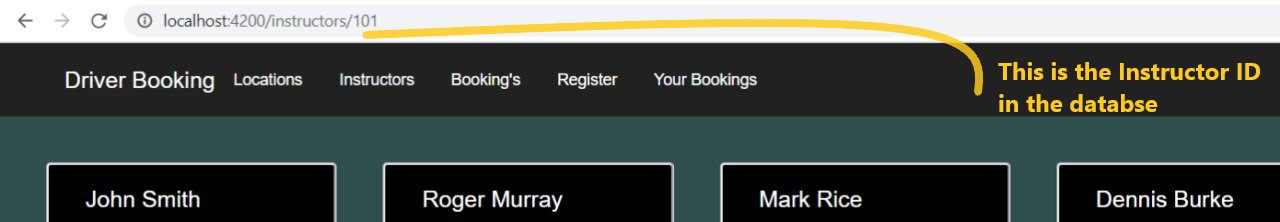 localhost:4200/instructors/101
Driver Booking Locations Instructors Booking's Register Your Bookings
This is the Instructor ID
in the databse
John Smith Roger Murray Mark Rice Dennis Burke